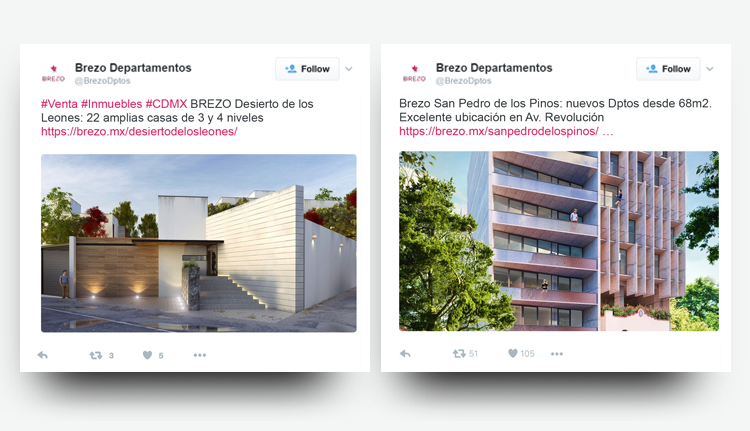 BREZO
Brezo Departamentos
@BrezoDptos
Follow
#Venta #Inmuebles #CDMX BREZO Desierto de los
Leones: 22 amplias casas de 3 y 4 niveles
https://brezo.mx/desiertodelosleones/
3
5
BREZO
Brezo Departamentos
@BrezoDptos
Follow
Brezo San Pedro de los Pinos: nuevos Dptos desde 68m2.
Excelente ubicación en Av. Revolución
https://brezo.mx/sanpedrodelospinos/ …
51
105